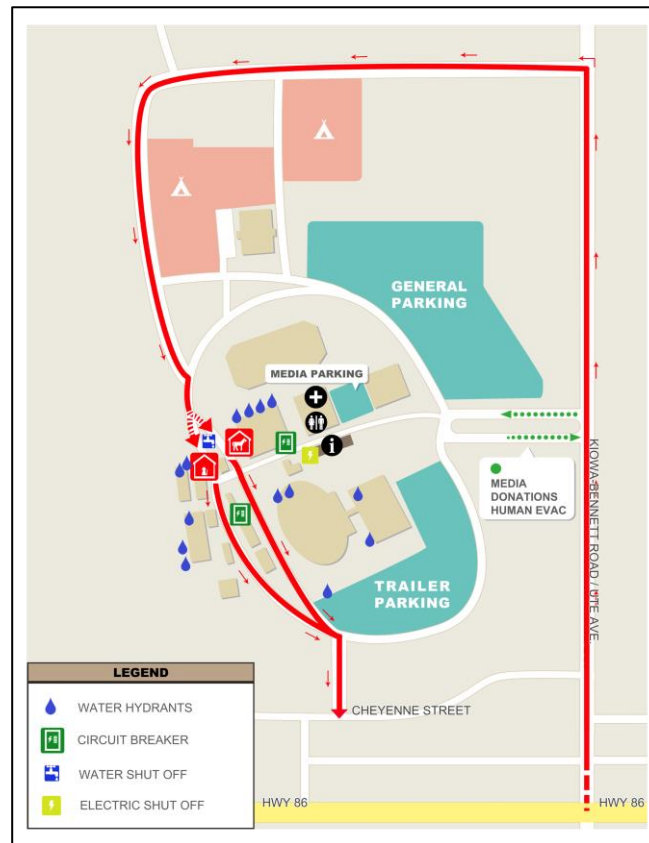 GENERAL
PARKING
MEDIA PARKING
MEDIA
DONATIONS
HUMAN EVAC
KIOWA-BENNETT ROAD / UTE AVE.
TRAILER
PARKING
LEGEND
WATER HYDRANTS
CIRCUIT BREAKER
WATER SHUT OFF
ELECTRIC SHUT OFF
CHEYENNE STREET
HWY 86
HWY 86